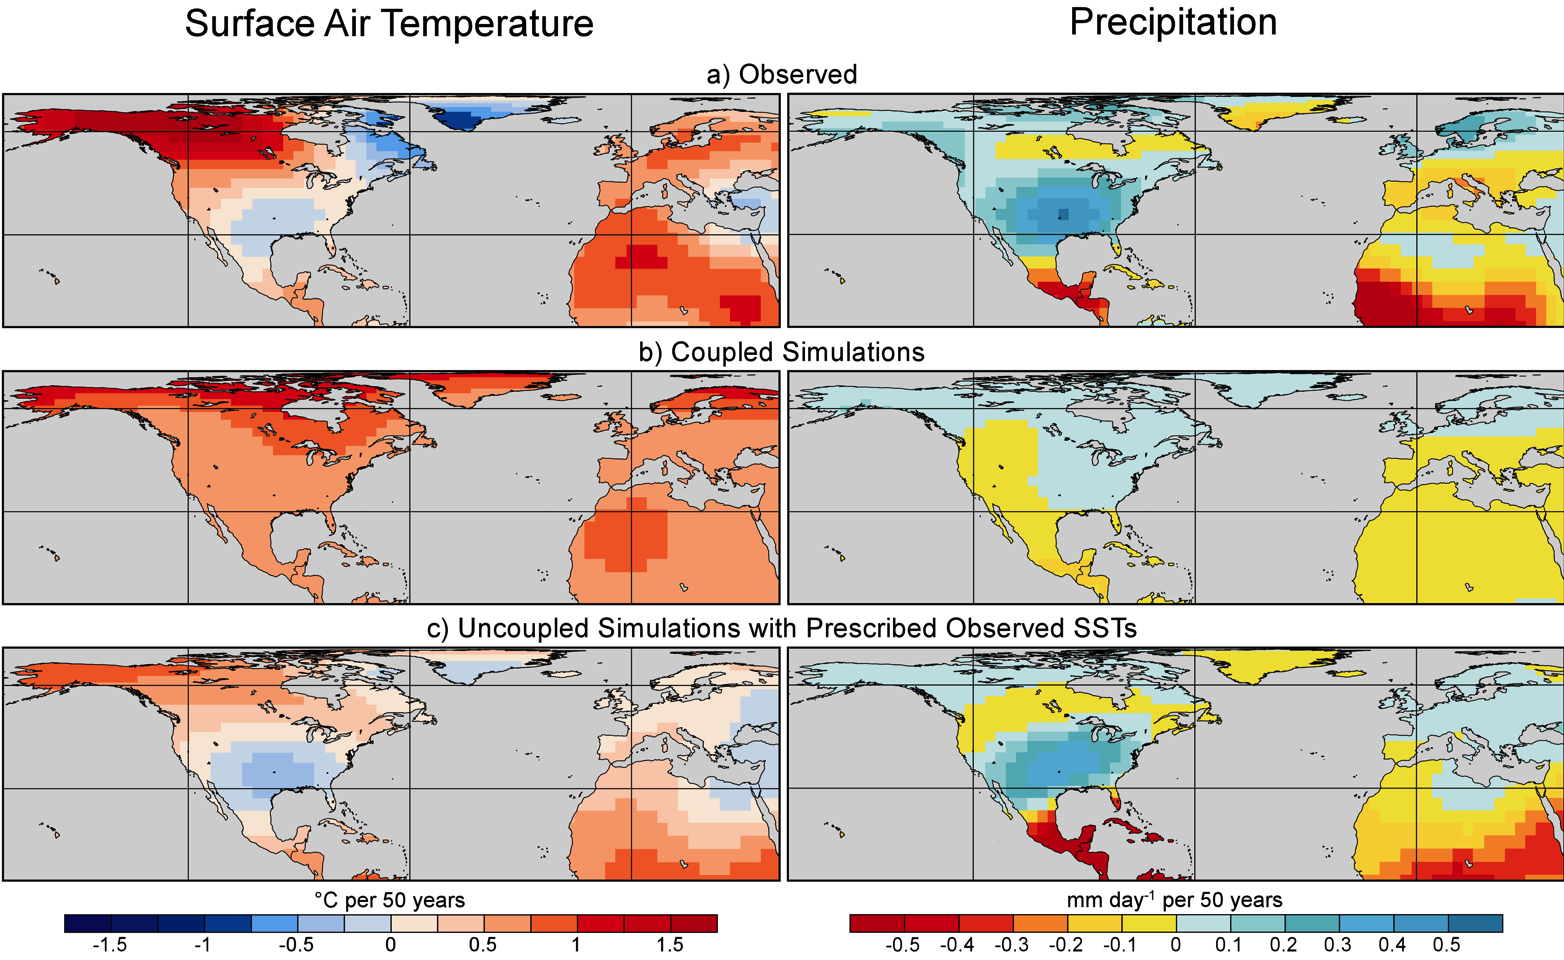 Surface Air Temperature
Precipitation
a) Observed
b) Coupled Simulations
c) Uncoupled Simulations with Prescribed Observed SSTs
°C per 50 years
-1.5 -1 -0.5 0 0.5 1 1.5
mm day⁻¹ per 50 years
-0.5 -0.4 -0.3 -0.2 -0.1 0 0.1 0.2 0.3 0.4 0.5